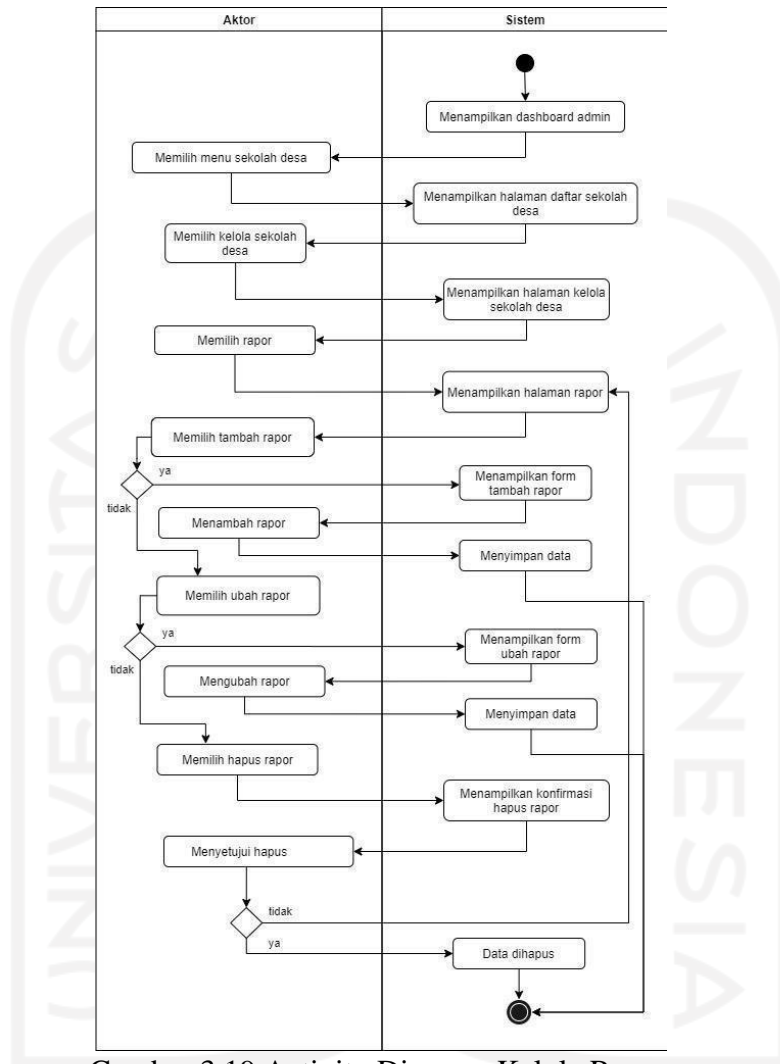 Aktor
Sistem
Menampilkan dashboard admin
Memilih menu sekolah desa
Menampilkan halaman daftar sekolah
desa
Memilih kelola sekolah
desa
Menampilkan halaman kelola
sekolah desa
Memilih rapor
Menampilkan halaman rapor
Memilih tambah rapor
ya
tidak
Menampilkan form
tambah rapor
Menambah rapor
Menyimpan data
Memilih ubah rapor
ya
tidak
Menampilkan form
ubah rapor
Mengubah rapor
Menyimpan data
Memilih hapus rapor
Menampilkan konfirmasi
hapus rapor
Menyetujui hapus
tidak
ya
Data dihapus